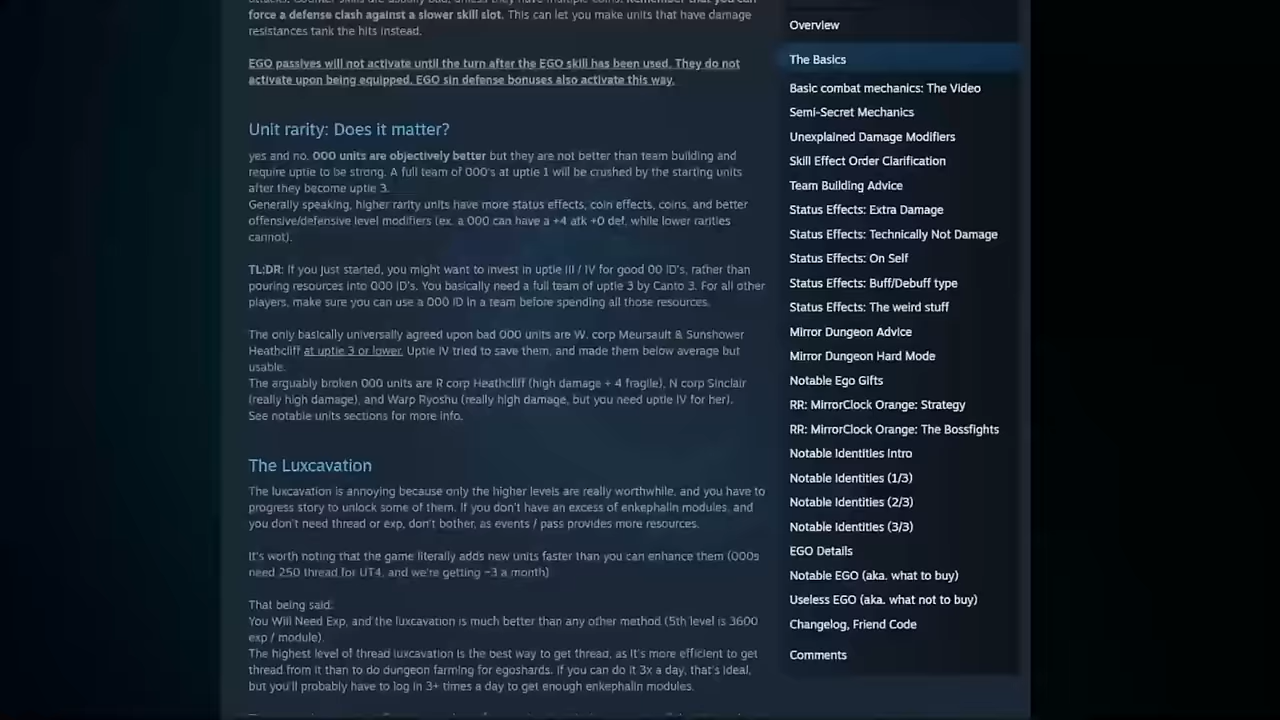 attacks. Counter skills are usually bad, unless they have multiple coins. Remember that you can
force a defense clash against a slower skill slot. This can let you make units that have damage
resistances tank the hits instead.
EGO passives will not activate until the turn after the EGO skill has been used. They do not
activate upon being equipped. EGO sin defense bonuses also activate this way.
Unit rarity: Does it matter?
yes and no. 000 units are objectively better but they are not better than team building and
require uptie to be strong. A full team of 000's at uptie 1 will be crushed by the starting units
after they become uptie 3.
Generally speaking, higher rarity units have more status effects, coin effects, coins, and better
offensive/defensive level modifiers (ex. a 000 can have a +4 atk +0 def, while lower rarities
cannot).
TL:DR: If you just started, you might want to invest in uptie III / IV for good 00 ID's, rather than
pouring resources into 000 ID's. You basically need a full team of uptie 3 by Canto 3. For all other
players, make sure you can use a 000 ID in a team before spending all those resources.
The only basically universally agreed upon bad 000 units are W. corp Meursault & Sunshower
Heathcliff at uptie 3 or lower. Uptie IV tried to save them, and made them below average but
usable.
The arguably broken 000 units are R corp Heathcliff (high damage + 4 fragile), N corp Sinclair
(really high damage), and Warp Ryoshu (really high damage, but you need uptie IV for her).
See notable units sections for more info.
The Luxcavation
The luxcavation is annoying because only the higher levels are really worthwhile, and you have to
progress story to unlock some of them. If you don't have an excess of enkephalin modules, and
you don't need thread or exp, don't bother, as events / pass provides more resources.
It's worth noting that the game literally adds new units faster than you can enhance them (000s
need 250 thread for UT4, and we're getting ~3 a month)
That being said:
You Will Need Exp, and the luxcavation is much better than any other method (5th level is 3600
exp / module).
The highest level of thread luxcavation is the best way to get thread, as it's more efficient to get
thread from it than to do dungeon farming for egoshards. If you can do it 3x a day, that's ideal,
but you'll probably have to log in 3+ times a day to get enough enkephalin modules.
Overview
The Basics
Basic combat mechanics: The Video
Semi-Secret Mechanics
Unexplained Damage Modifiers
Skill Effect Order Clarification
Team Building Advice
Status Effects: Extra Damage
Status Effects: Technically Not Damage
Status Effects: On Self
Status Effects: Buff/Debuff type
Status Effects: The weird stuff
Mirror Dungeon Advice
Mirror Dungeon Hard Mode
Notable Ego Gifts
RR: MirrorClock Orange: Strategy
RR: MirrorClock Orange: The Bossfights
Notable Identities Intro
Notable Identities (1/3)
Notable Identities (2/3)
Notable Identities (3/3)
EGO Details
Notable EGO (aka. what to buy)
Useless EGO (aka. what not to buy)
Changelog, Friend Code
Comments